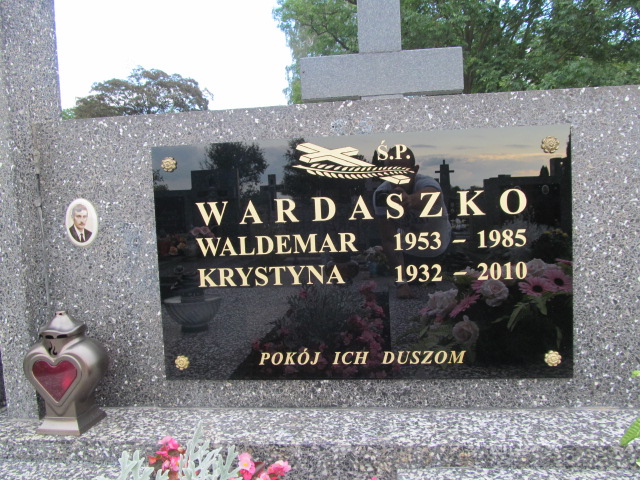 Ś.P.
WARDASZKO
WALDEMAR 1953 – 1985
KRYSTYNA 1932 – 2010
POKÓJ ICH DUSZOM